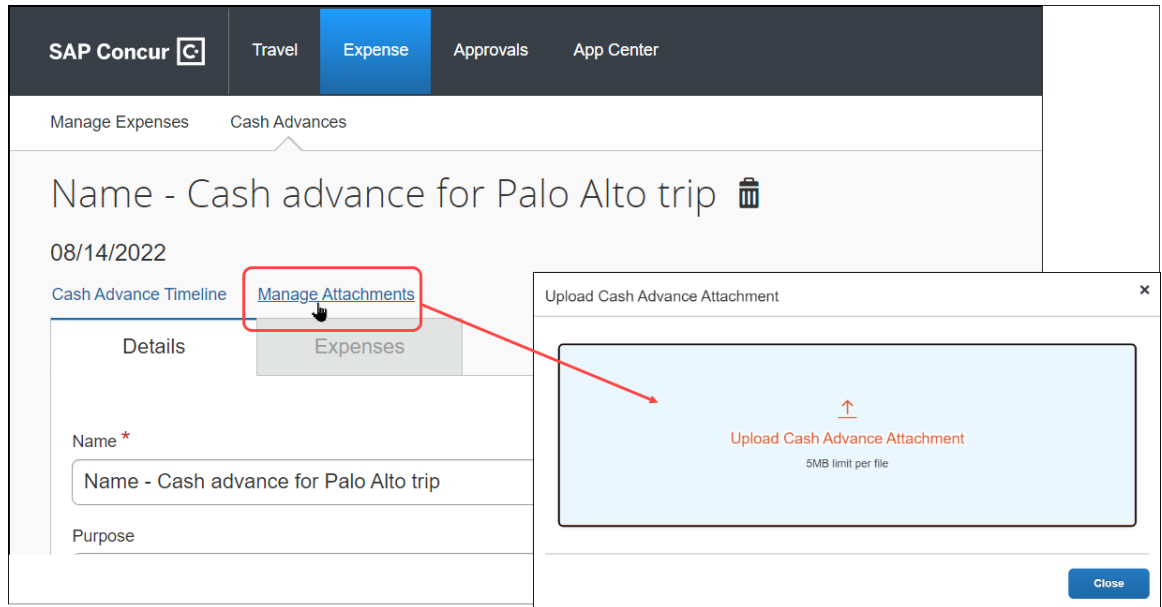 SAP Concur C Travel Expense Approvals App Center
Manage Expenses Cash Advances
Name - Cash advance for Palo Alto trip
08/14/2022
Cash Advance Timeline Manage Attachments
Details Expenses
Name *
Name - Cash advance for Palo Alto trip
Purpose
Upload Cash Advance Attachment ×
Upload Cash Advance Attachment
5MB limit per file
Close